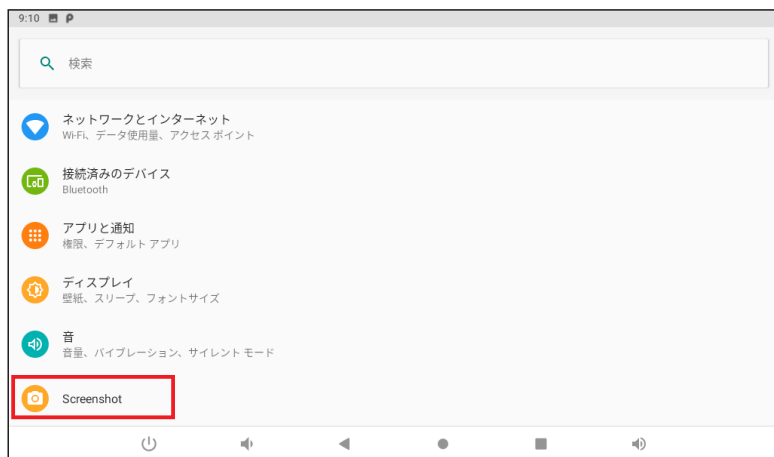 9:10
検索
ネットワークとインターネット
Wi-Fi、データ使用量、アクセス ポイント
接続済みのデバイス
Bluetooth
アプリと通知
権限、デフォルト アプリ
ディスプレイ
壁紙、スリープ、フォントサイズ
音
音量、バイブレーション、サイレント モード
Screenshot